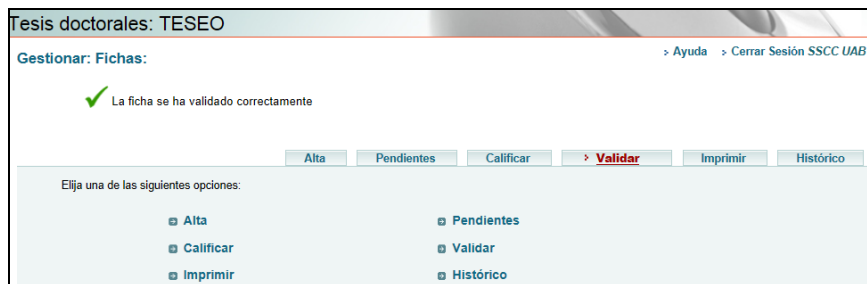 Tesis doctorales: TESEO
Gestionar: Fichas:
Ayuda Cerrar Sesión SSCC UAB
La ficha se ha validado correctamente
Alta Pendientes Calificar Validar Imprimir Histórico
Elija una de las siguientes opciones:
Alta Pendientes
Calificar Validar
Imprimir Histórico